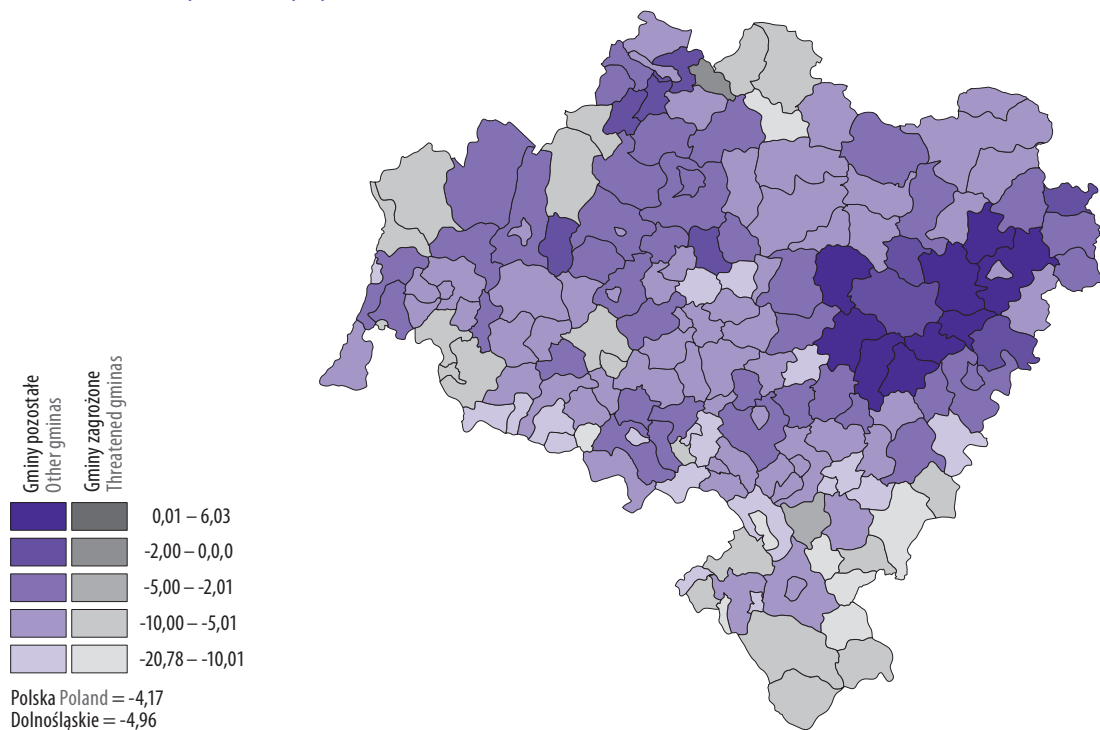 Gminy pozostałe
Other gminas
Gminy zagrożone
Threatened gminas
0,01 – 6,03
-2,00 – 0,0,0
-5,00 – -2,01
-10,00 – -5,01
-20,78 – -10,01
Polska Poland = -4,17
Dolnośląskie = -4,96